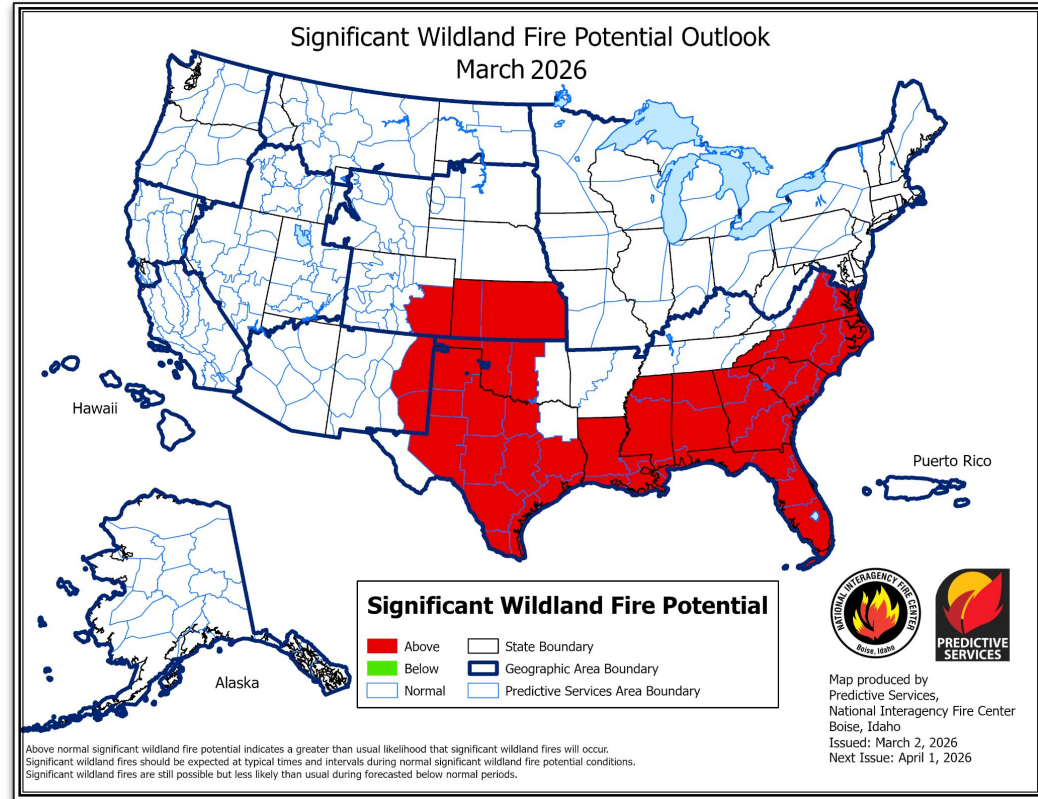 Significant Wildland Fire Potential Outlook
March 2026
Hawaii
Puerto Rico
Alaska
Significant Wildland Fire Potential
Above
State Boundary
Below
Geographic Area Boundary
Normal
Predictive Services Area Boundary
NATIONAL INTERAGENCY FIRE CENTER
Boise, Idaho
PREDICTIVE
SERVICES
Map produced by
Predictive Services,
National Interagency Fire Center
Boise, Idaho
Issued: March 2, 2026
Next Issue: April 1, 2026
Above normal significant wildland fire potential indicates a greater than usual likelihood that significant wildland fires will occur.
Significant wildland fires should be expected at typical times and intervals during normal significant wildland fire potential conditions.
Significant wildland fires are still possible but less likely than usual during forecasted below normal periods.